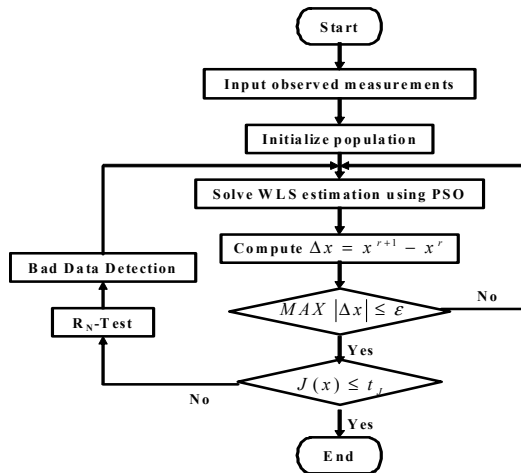 Start
Input observed measurements
Initialize population
Solve WLS estimation using PSO
Compute Δx = x^{r+1} − x^{r}
Bad Data Detection
MAX |Δx| ≤ ε
No
R_N-Test
Yes
J(x) ≤ t_J
No
Yes
End